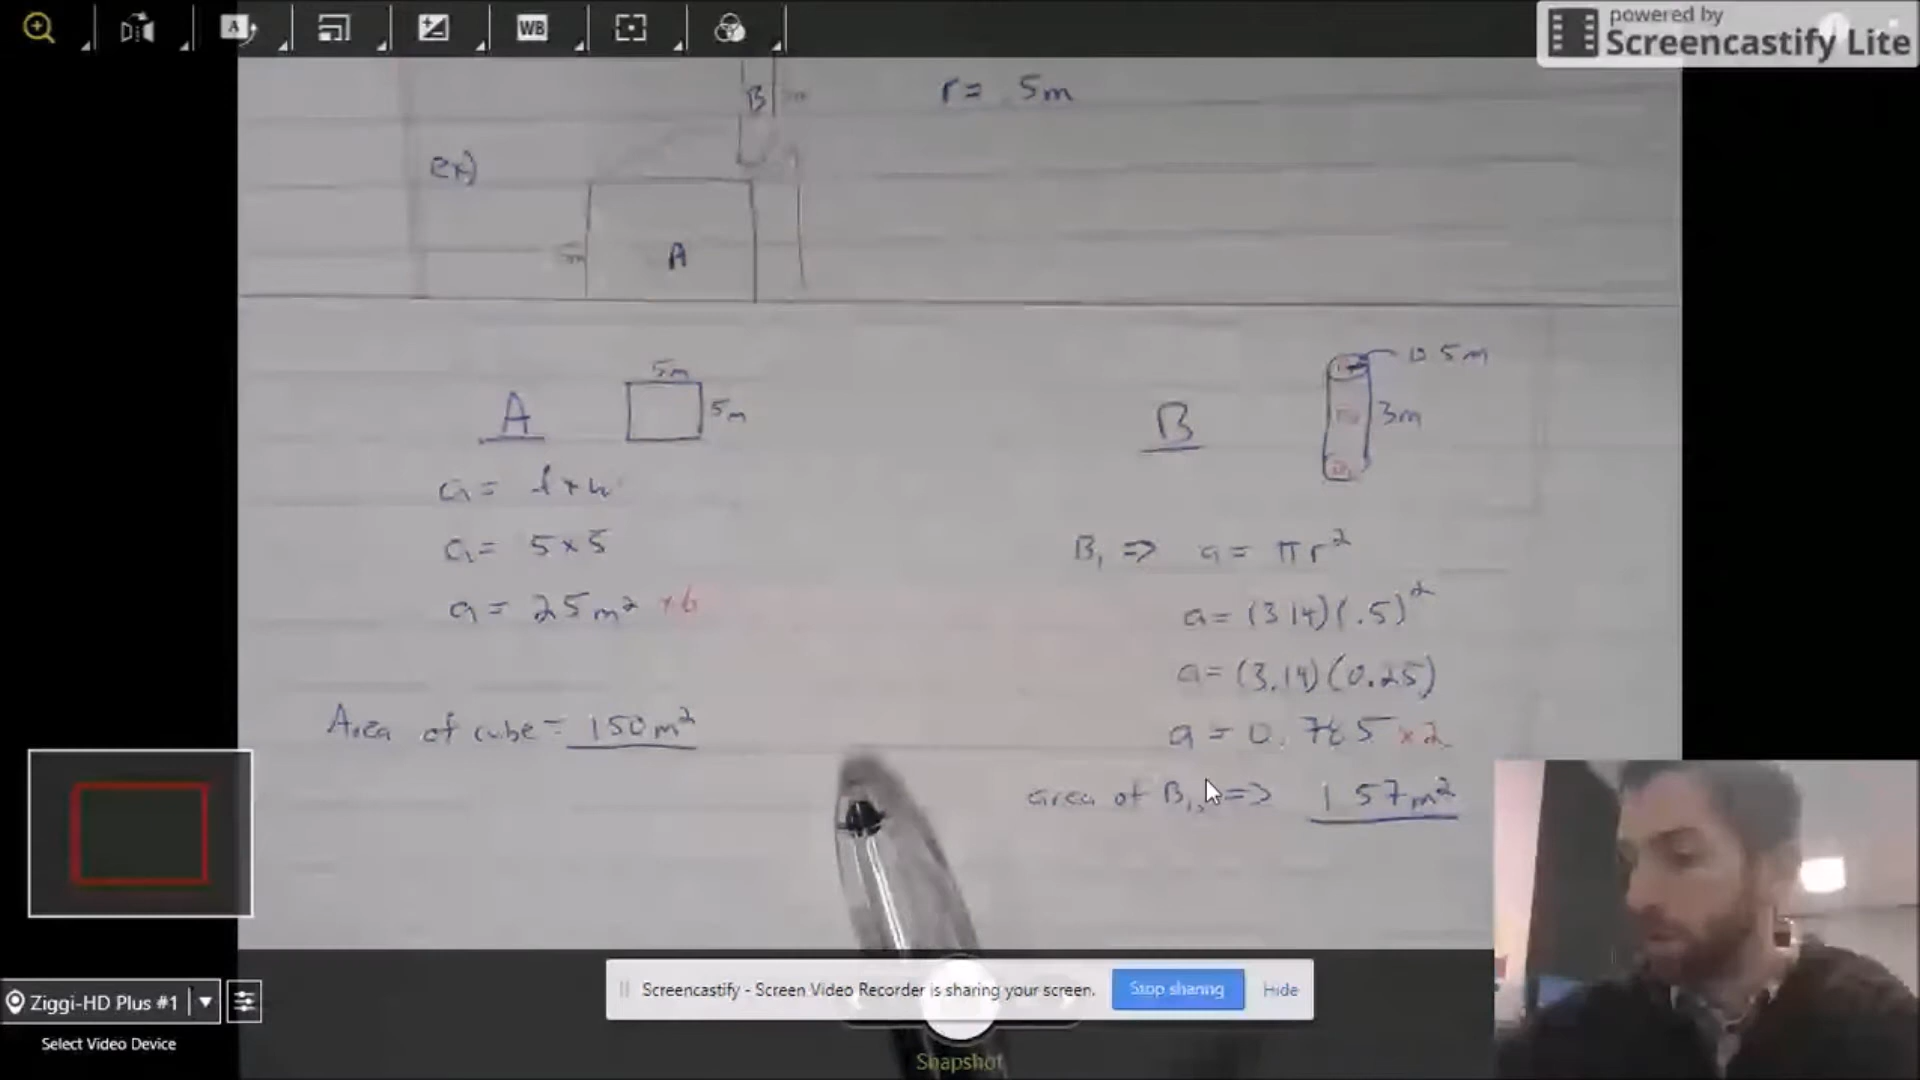 WB
powered by
Screencastify Lite
B
r = 5m
ex)
A
5m
5m
A
a = l × w
a = 5 × 5
a = 25m² × 6
Area of cube = 150m²
0.5m
3m
B
B₁ => a = πr²
a = (3.14)(.5)²
a = (3.14)(0.25)
a = 0.785 × 2
area of B₁, => 1.57m²
Ziggi-HD Plus #1
Select Video Device
Screencastify - Screen Video Recorder is sharing your screen.
Stop sharing
Hide
Snapshot